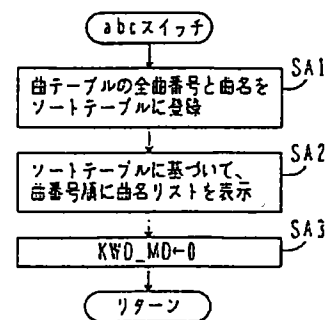 abcスイッチ
SA1
曲テーブルの全曲番号と曲名を
ソートテーブルに登録
SA2
ソートテーブルに基づいて、
曲番号順に曲名リストを表示
SA3
KWD_MD←0
リターン